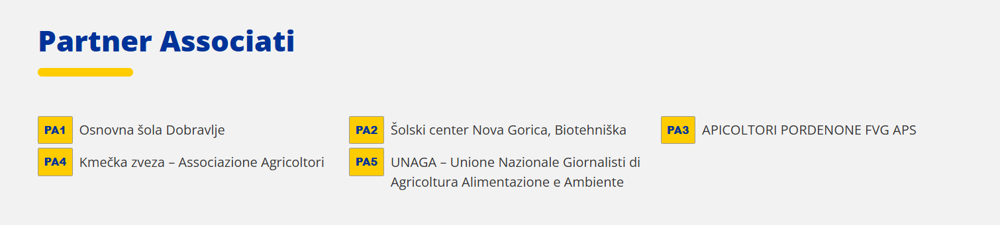 Partner Associati
PA1 Osnovna šola Dobravlje
PA2 Šolski center Nova Gorica, Biotehniška
PA3 APICOLTORI PORDENONE FVG APS
PA4 Kmečka zveza – Associazione Agricoltori
PA5 UNAGA – Unione Nazionale Giornalisti di
Agricoltura Alimentazione e Ambiente